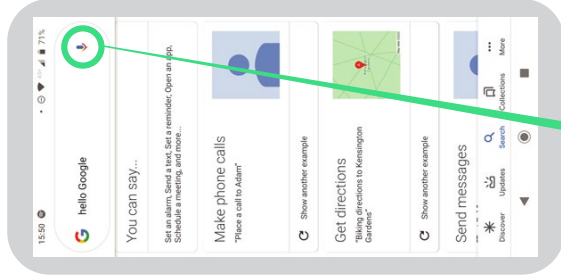 15:50
71%
hello Google
You can say...
Set an alarm, Send a text, Set a reminder, Open an app,
Schedule a meeting, and more...
Make phone calls
"Place a call to Adam"
Show another example
Get directions
"Biking directions to Kensington
Gardens"
Show another example
Send messages
Discover
Updates
Search
Collections
More